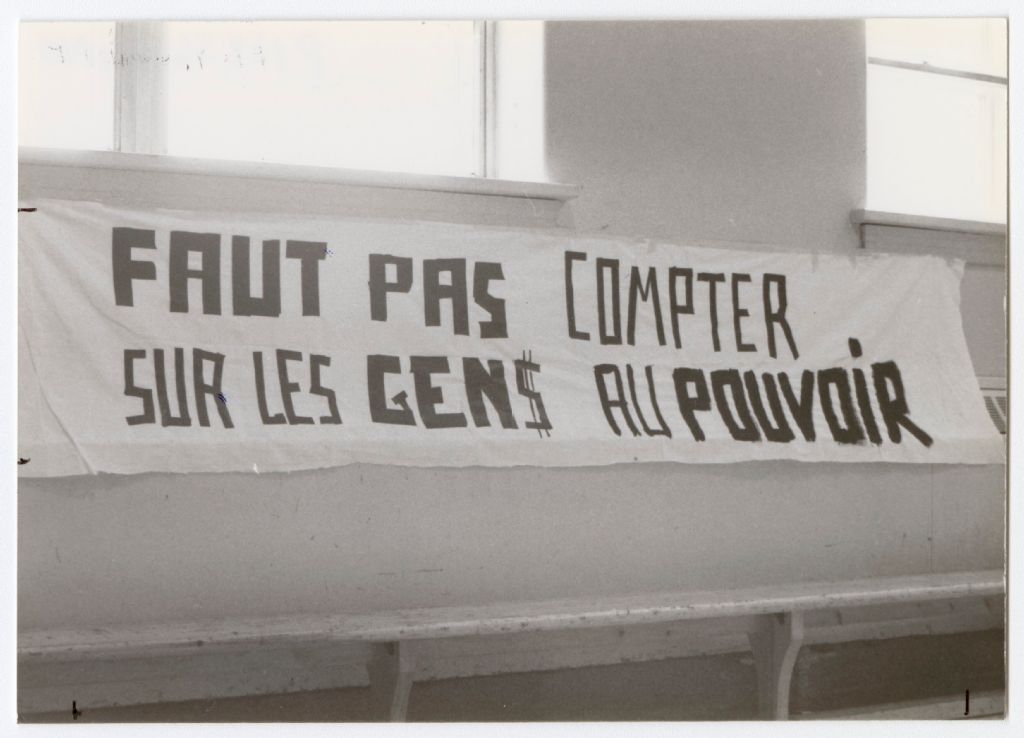 FAUT PAS COMPTER
SUR LES GEN$ AU POUVOIR